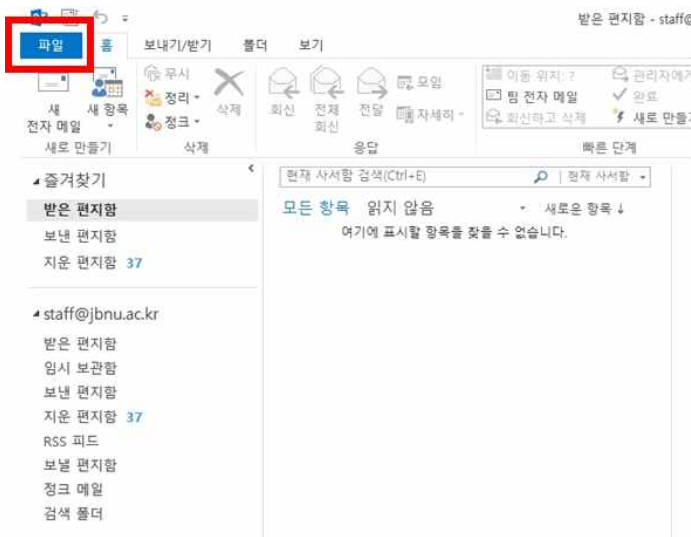 받은 편지함 - staff@
파일 홈 보내기/받기 폴더 보기
새 전자 메일
새 항목
무시
정리
정크
삭제
회신
전체 회신
전달
모임
자세히
이동 위치: ?
팀 전자 메일
회신하고 삭제
관리자에게
완료
새로 만들기
새로 만들기 삭제 응답 빠른 단계
즐겨찾기
받은 편지함
보낸 편지함
지운 편지함 37
staff@jbnu.ac.kr
받은 편지함
임시 보관함
보낸 편지함
지운 편지함 37
RSS 피드
보낼 편지함
정크 메일
검색 폴더
현재 사서함 검색(Ctrl+E) 현재 사서함
모든 항목 읽지 않음 새로운 항목 ↓
여기에 표시할 항목을 찾을 수 없습니다.